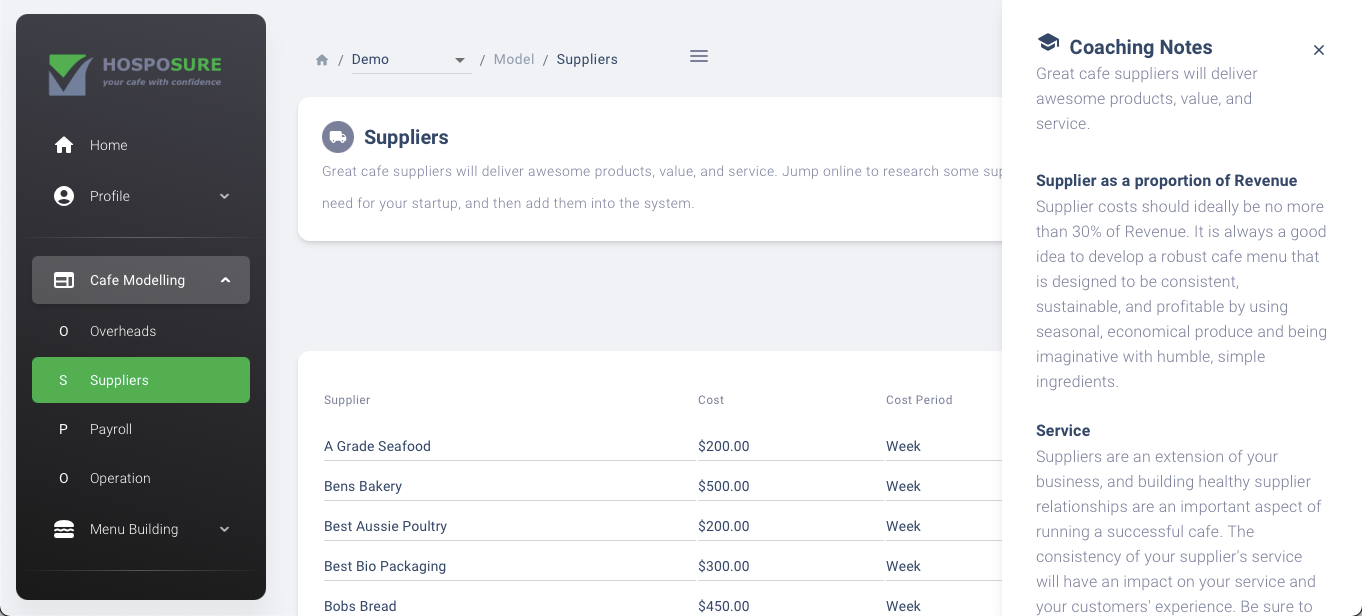 HOSPOSURE
your cafe with confidence
Home
Profile
Cafe Modelling
O Overheads
S Suppliers
P Payroll
O Operation
Menu Building
/ Demo / Model / Suppliers
Suppliers
Great cafe suppliers will deliver awesome products, value, and service. Jump online to research some
need for your startup, and then add them into the system.
Supplier Cost Cost Period
A Grade Seafood $200.00 Week
Bens Bakery $500.00 Week
Best Aussie Poultry $200.00 Week
Best Bio Packaging $300.00 Week
Bobs Bread $450.00 Week
Coaching Notes
Great cafe suppliers will deliver
awesome products, value, and
service.
Supplier as a proportion of Revenue
Supplier costs should ideally be no more
than 30% of Revenue. It is always a good
idea to develop a robust cafe menu that
is designed to be consistent,
sustainable, and profitable by using
seasonal, economical produce and being
imaginative with humble, simple
ingredients.
Service
Suppliers are an extension of your
business, and building healthy supplier
relationships are an important aspect of
running a successful cafe. The
consistency of your supplier's service
will have an impact on your service and
your customers' experience. Be sure to